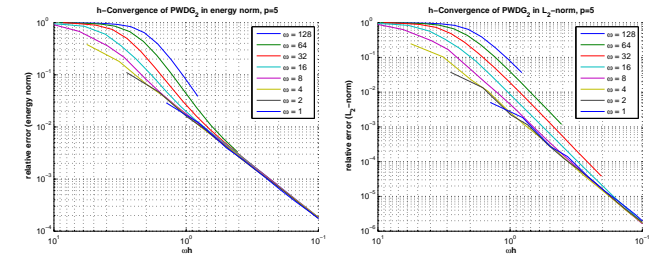 h-Convergence of PWDG₂ in energy norm, p=5
relative error (energy norm)
10⁰
10⁻¹
10⁻²
10⁻³
10⁻⁴
ω = 128
ω = 64
ω = 32
ω = 16
ω = 8
ω = 4
ω = 2
ω = 1
10¹
10⁰
10⁻¹
ωh
h-Convergence of PWDG₂ in L₂-norm, p=5
relative error (L₂-norm)
10⁰
10⁻¹
10⁻²
10⁻³
10⁻⁴
10⁻⁵
10⁻⁶
ω = 128
ω = 64
ω = 32
ω = 16
ω = 8
ω = 4
ω = 2
ω = 1
10¹
10⁰
10⁻¹
ωh